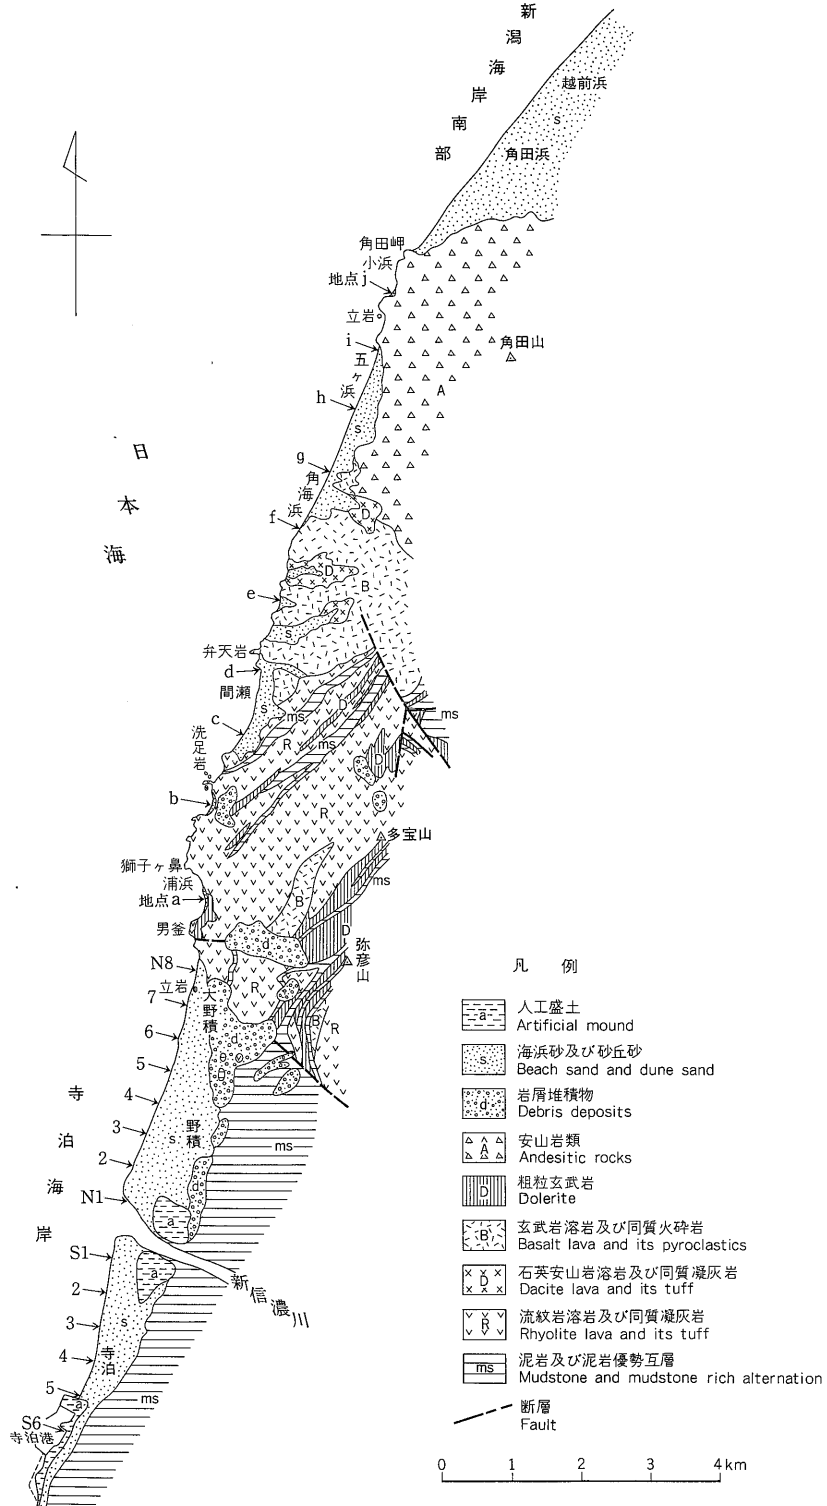 新潟海岸南部
越前浜
s
角田浜
角田岬
小浜
地点j
立岩
i
角田山
五ヶ浜
h
A
s
g
角海浜
D
f
D
B
e
s
弁天岩
d
間瀬
D
s
ms
ms
c
R
ms
洗足岩
D
b
R
多宝山
獅子ヶ鼻
ms
浦浜
B
地点a
男釜
D
d
弥彦山
N8
立岩
R
7
大野積
B
R
6
d
5
D
4
3
野積
s
ms
2
d
N1
a
日本海
寺泊海岸
S1
a
新信濃川
2
s
3
4
寺泊
5
ms
a
S6
寺泊港
凡例
a
人工盛土
Artificial mound
s
海浜砂及び砂丘砂
Beach sand and dune sand
d
岩屑堆積物
Debris deposits
A
安山岩類
Andesitic rocks
D
粗粒玄武岩
Dolerite
B
玄武岩溶岩及び同質火砕岩
Basalt lava and its pyroclastics
D
石英安山岩溶岩及び同質凝灰岩
Dacite lava and its tuff
R
流紋岩溶岩及び同質凝灰岩
Rhyolite lava and its tuff
ms
泥岩及び泥岩優勢互層
Mudstone and mudstone rich alternation
断層
Fault
0 1 2 3 4km